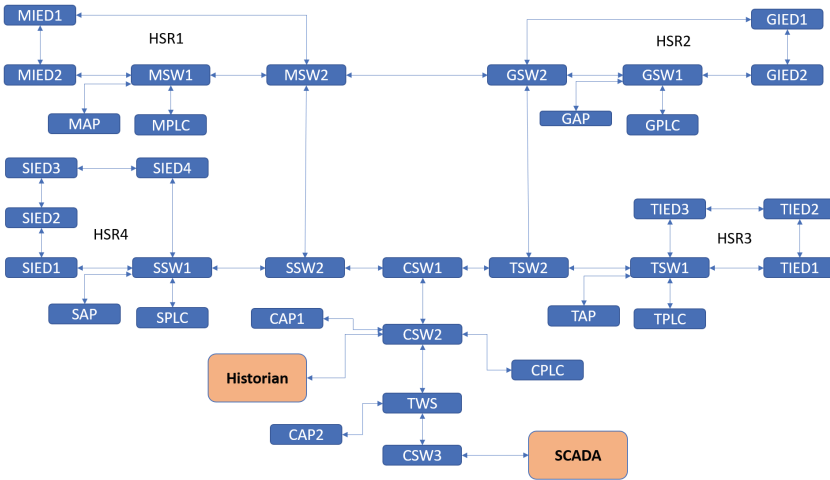 MIED1
GIED1
HSR1
HSR2
MIED2
MSW1
MSW2
GSW2
GSW1
GIED2
MAP
MPLC
GAP
GPLC
SIED3
SIED4
SIED2
TIED3
TIED2
HSR4
HSR3
SIED1
SSW1
SSW2
CSW1
TSW2
TSW1
TIED1
SAP
SPLC
CAP1
TAP
TPLC
CSW2
Historian
CPLC
TWS
CAP2
CSW3
SCADA